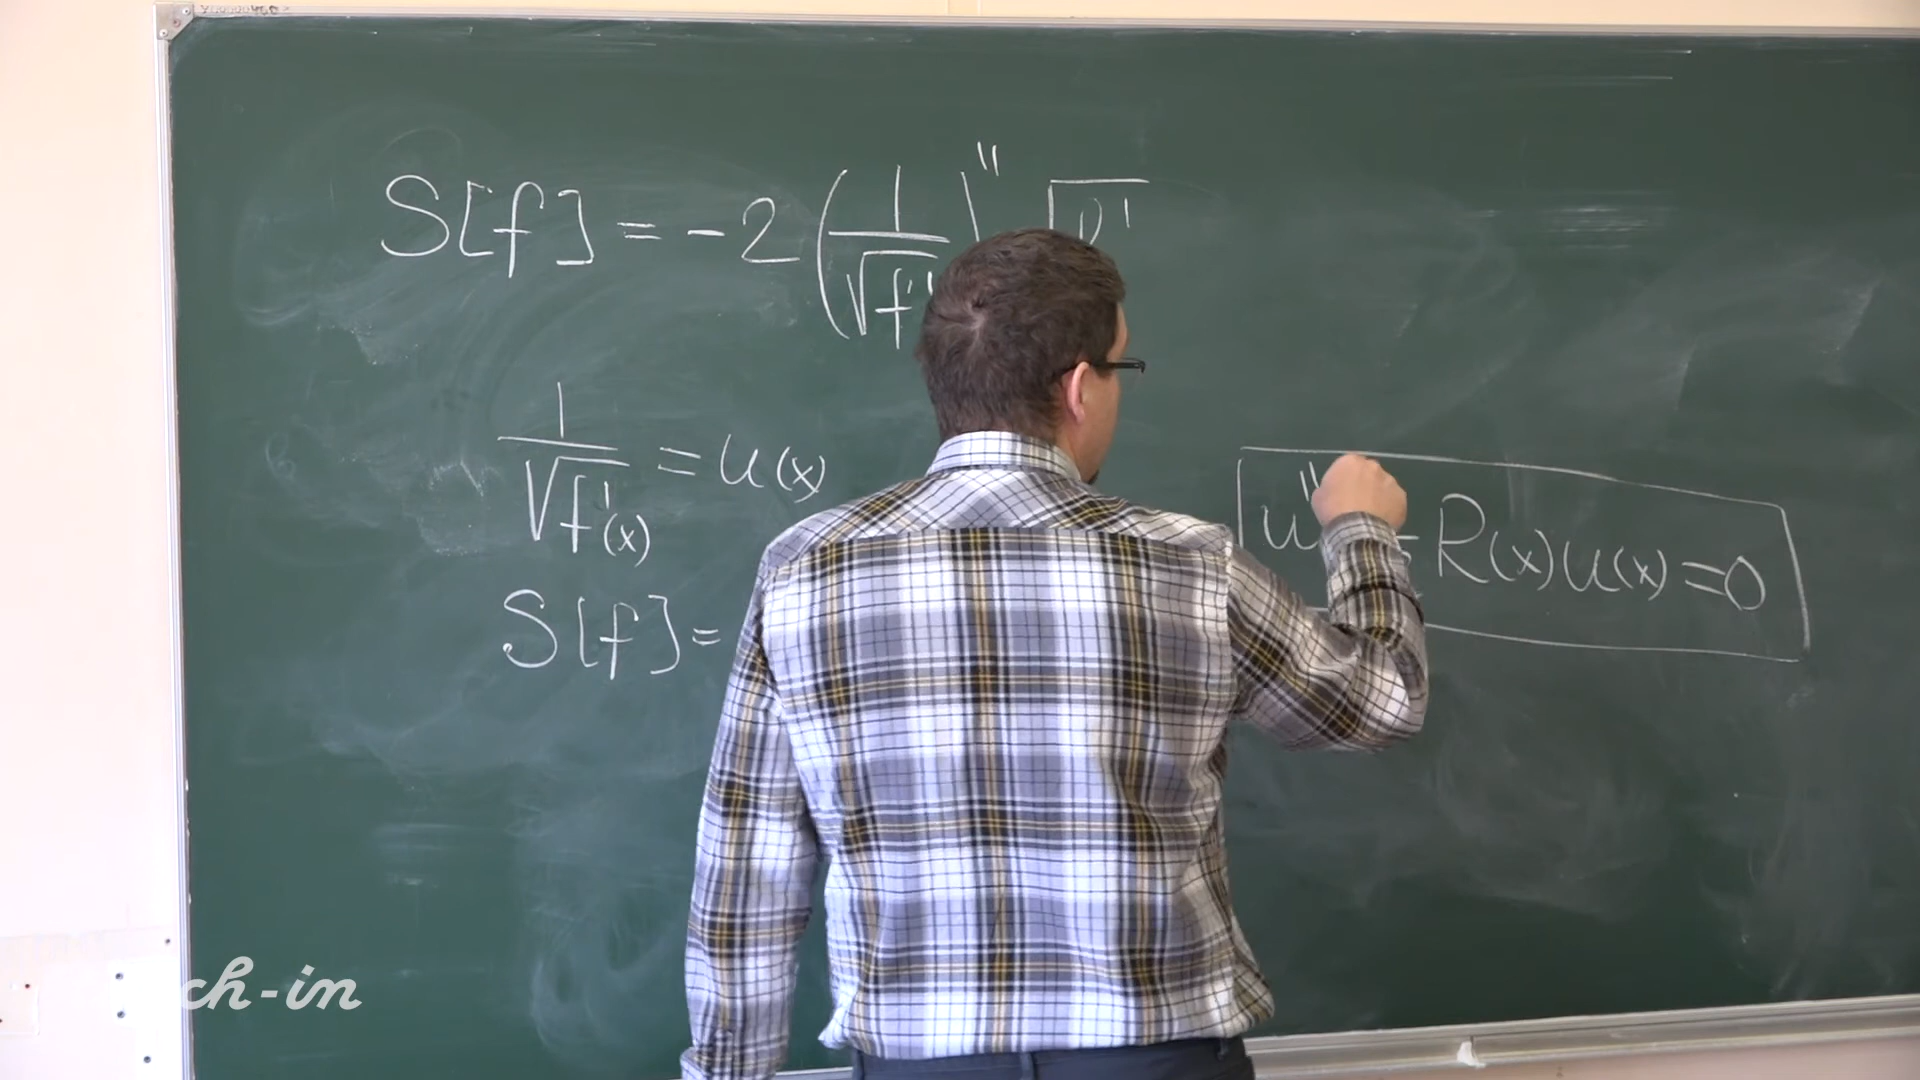 S[f] = -2 (1/√f')'' √f'
1/√f'(x) = u(x)
S[f] =
u'' = R(x)u(x) = 0
ch-in